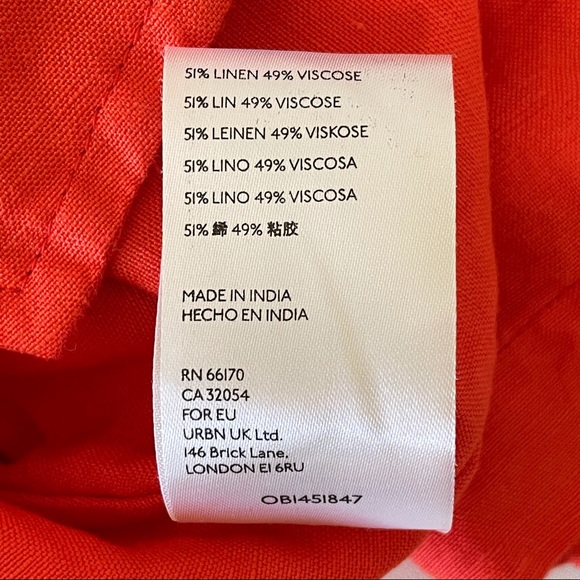 51% LINEN 49% VISCOSE
51% LIN 49% VISCOSE
51% LEINEN 49% VISKOSE
51% LINO 49% VISCOSA
51% LINO 49% VISCOSA
51% 絺 49% 粘胶
MADE IN INDIA
HECHO EN INDIA
RN 66170
CA 32054
FOR EU
URBN UK Ltd.
146 Brick Lane,
LONDON E1 6RU
OB1451847